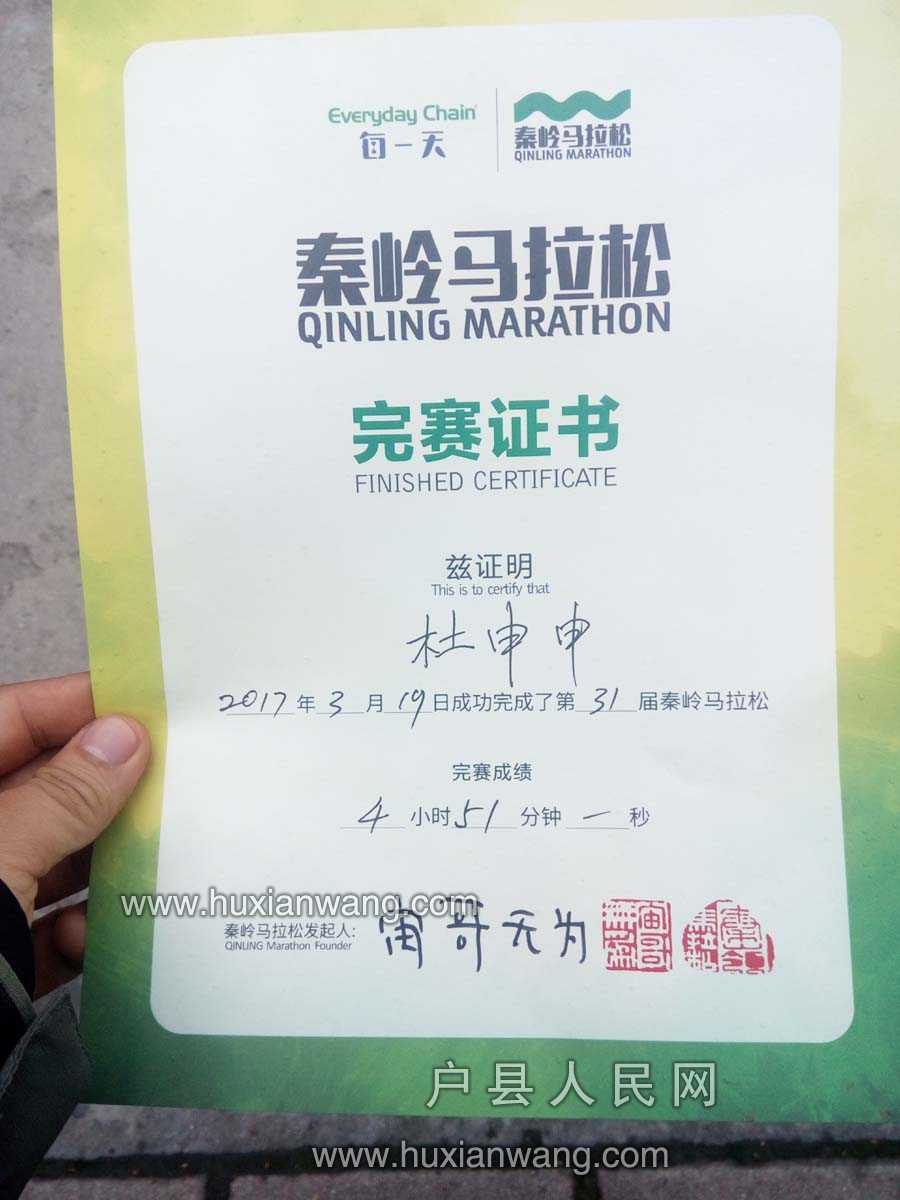 Everyday Chain
每一天
秦岭马拉松
QINLING MARATHON
秦岭马拉松
QINLING MARATHON
完赛证书
FINISHED CERTIFICATE
兹证明
This is to certify that
杜申申
2017年3月19日成功完成了第31届秦岭马拉松
完赛成绩
4小时51分钟一秒
www.huxianwang.com
秦岭马拉松发起人:
QINLING Marathon Founder
宙哥无为
户县人民网
www.huxianwang.com